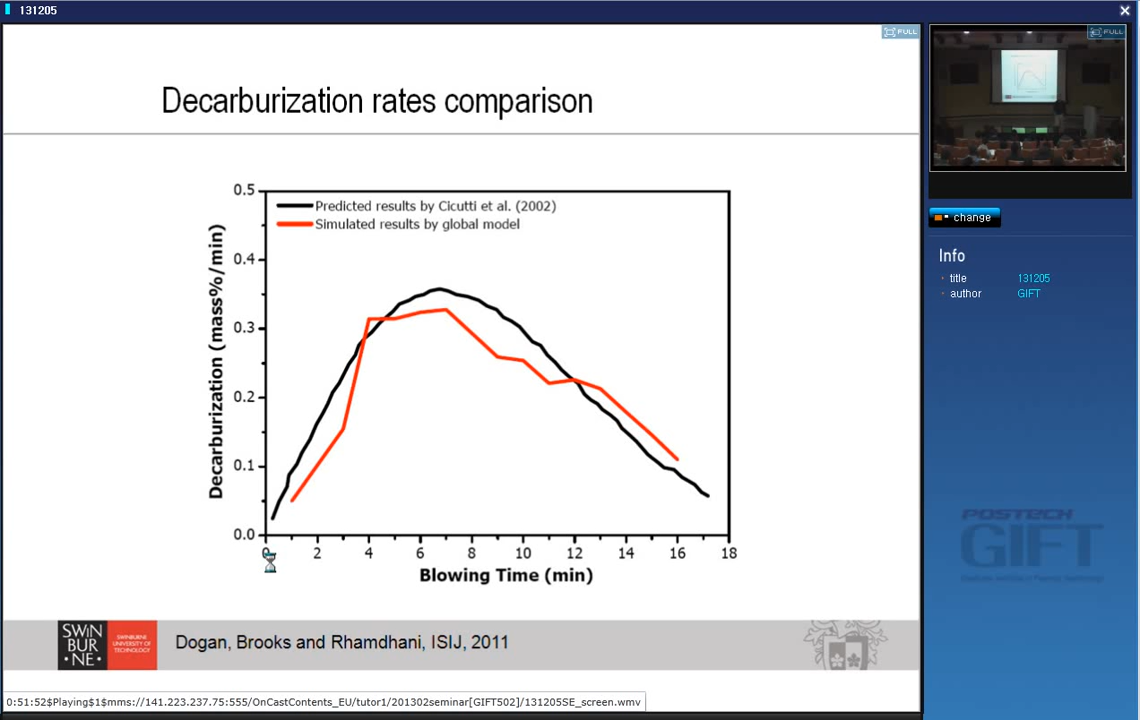 131205
FULL
FULL
Decarburization rates comparison
0.5
Predicted results by Cicutti et al. (2002)
Simulated results by global model
0.4
0.3
0.2
0.1
0.0
Decarburization (mass%/min)
2 4 6 8 10 12 14 16 18
Blowing Time (min)
SWIN
BUR
•NE•
SWINBURNE
UNIVERSITY OF
TECHNOLOGY
Dogan, Brooks and Rhamdhani, ISIJ, 2011
0:51:52$Playing$1$mms://141.223.237.75:555/OnCastContents_EU/tutor1/201302seminar[GIFT502]/131205SE_screen.wmv
change
Info
title 131205
author GIFT
POSTECH
GIFT